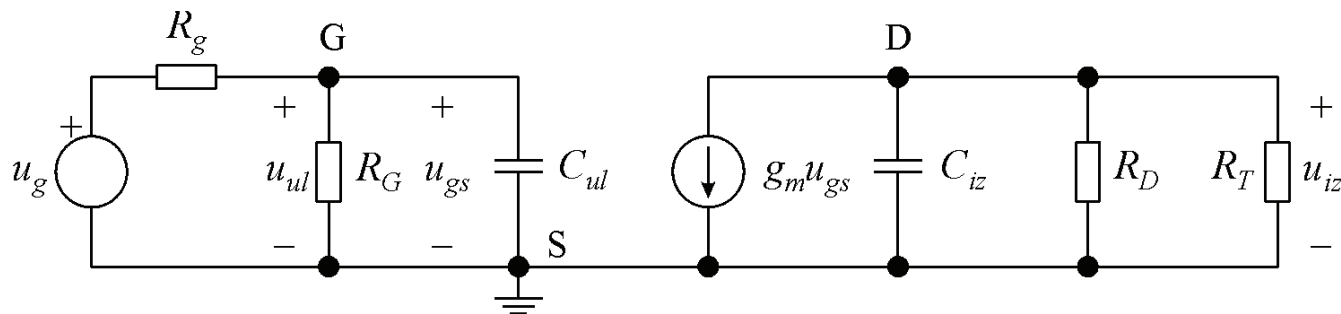 R_g
G
D
+
+
+
+
u_g
u_ul
R_G
u_gs
C_ul
g_m u_gs
C_iz
R_D
R_T
u_iz
−
−
S
−